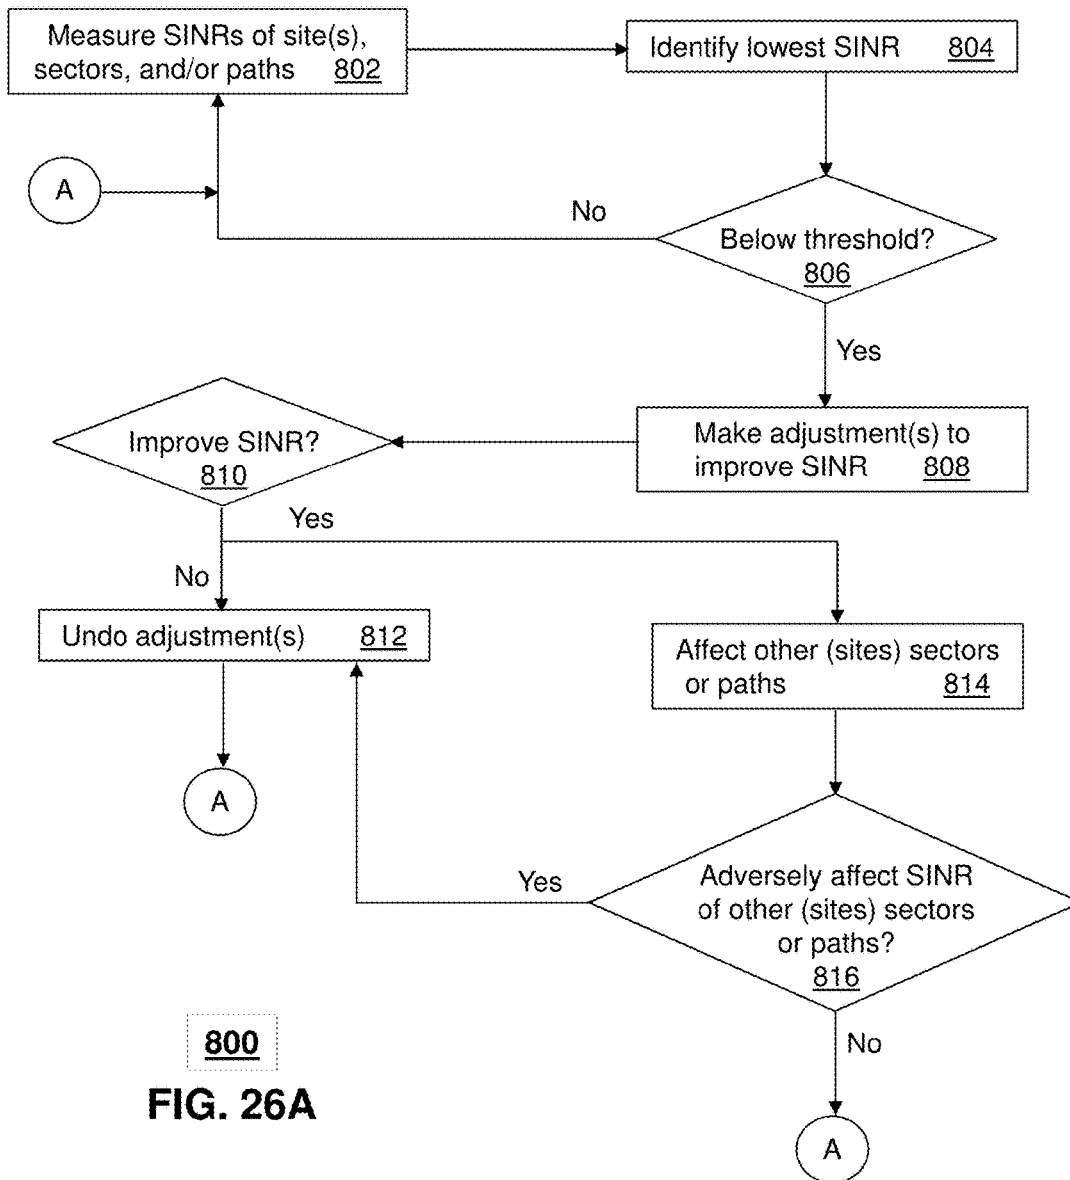 Measure SINRs of site(s),
sectors, and/or paths 802
Identify lowest SINR 804
A
No
Below threshold?
806
Yes
Improve SINR?
810
Make adjustment(s) to
improve SINR 808
Yes
No
Undo adjustment(s) 812
Affect other (sites) sectors
or paths 814
A
Yes
Adversely affect SINR
of other (sites) sectors
or paths?
816
800
No
FIG. 26A
A